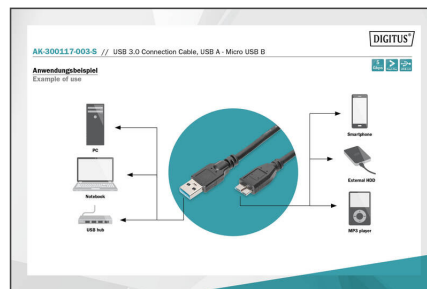 DIGITUS®
AK-300117-003-S // USB 3.0 Connection Cable, USB A - Micro USB B
Anwendungsbeispiel
Example of use
PC
Smartphone
Notebook
External HDD
USB hub
MP3 player